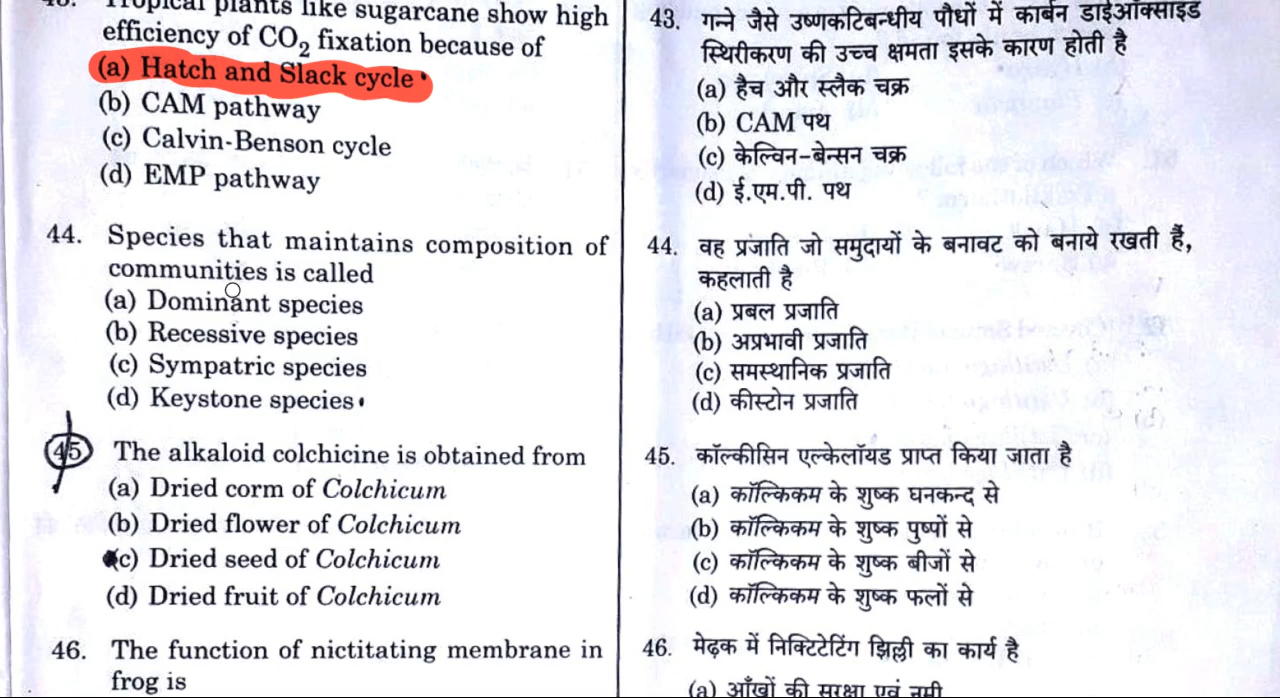 Tropical plants like sugarcane show high
efficiency of CO₂ fixation because of
(a) Hatch and Slack cycle
(b) CAM pathway
(c) Calvin-Benson cycle
(d) EMP pathway
44. Species that maintains composition of
communities is called
(a) Dominant species
(b) Recessive species
(c) Sympatric species
(d) Keystone species
45 The alkaloid colchicine is obtained from
(a) Dried corm of Colchicum
(b) Dried flower of Colchicum
(c) Dried seed of Colchicum
(d) Dried fruit of Colchicum
46. The function of nictitating membrane in
frog is
43. गन्ने जैसे उष्णकटिबन्धीय पौधों में कार्बन डाईऑक्साइड
स्थिरीकरण की उच्च क्षमता इसके कारण होती है
(a) हैच और स्लैक चक्र
(b) CAM पथ
(c) केल्विन-बेन्सन चक्र
(d) ई.एम.पी. पथ
44. वह प्रजाति जो समुदायों के बनावट को बनाये रखती हैं,
कहलाती है
(a) प्रबल प्रजाति
(b) अप्रभावी प्रजाति
(c) समस्थानिक प्रजाति
(d) कीस्टोन प्रजाति
45. कॉल्कीसिन एल्केलॉयड प्राप्त किया जाता है
(a) कॉल्किकम के शुष्क घनकन्द से
(b) कॉल्किकम के शुष्क पुष्पों से
(c) कॉल्किकम के शुष्क बीजों से
(d) कॉल्किकम के शुष्क फलों से
46. मेढ़क में निक्टिटेटिंग झिल्ली का कार्य है
(a) आँखों की सुरक्षा एवं नमी